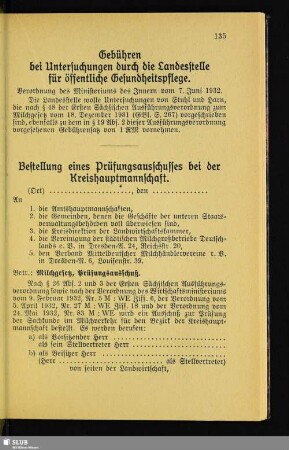 135
Gebühren
bei Untersuchungen durch die Landesstelle
für öffentliche Gesundheitspflege.
Verordnung des Ministeriums des Innern vom 7. Juni 1932.
Die Landesstelle wolle Untersuchungen von Stuhl und Harn,
die nach § 48 der Ersten Sächsischen Ausführungsverordnung zum
Milchgesetz vom 18. Dezember 1931 (GBl. S. 267) vorgeschrieben
sind, ebenfalls zu dem in § 19 Abs. 2 dieser Ausführungsverordnung
vorgesehenen Gebührensatz von 1 RM vornehmen.
Bestellung eines Prüfungsausschusses bei der
Kreishauptmannschaft.
(Ort) , den
An
1. die Amtshauptmannschaften,
2. die Gemeinden, denen die Geschäfte der unteren Staats-
verwaltungsbehörden voll überwiesen sind,
3. die Kreisdirektion der Landwirtschaftskammer,
4. die Vereinigung der städtischen Milchgroßbetriebe Deutsch-
lands e. V. in Dresden-A. 24, Reichsstr. 20,
5. den Verband Mitteldeutscher Milchhändlervereine e. V.
in Dresden-N. 6, Louisenstr. 39.
Betr.: Milchgesetz, Prüfungsausschuß.
Nach § 26 Abs. 2 und 3 der Ersten Sächsischen Ausführungs-
verordnung sowie nach der Verordnung des Wirtschaftsministeriums
vom 9. Februar 1932, Nr. 5 M : WE Ziff. 6, der Verordnung vom
5. April 1932, Nr. 27 M : WE Ziff. 18 und der Verordnung vom
24. Mai 1932, Nr. 83 M : WE wird ein Ausschuß zur Prüfung
der Sachkunde im Milchverkehr für den Bezirk der Kreishaupt-
mannschaft bestellt. Es werden berufen:
a) als Vorsitzender Herr
als sein Stellvertreter Herr
b) als Beisitzer Herr
(Herr als Stellvertreter)
von seiten der Landwirtschaft,
SLUB